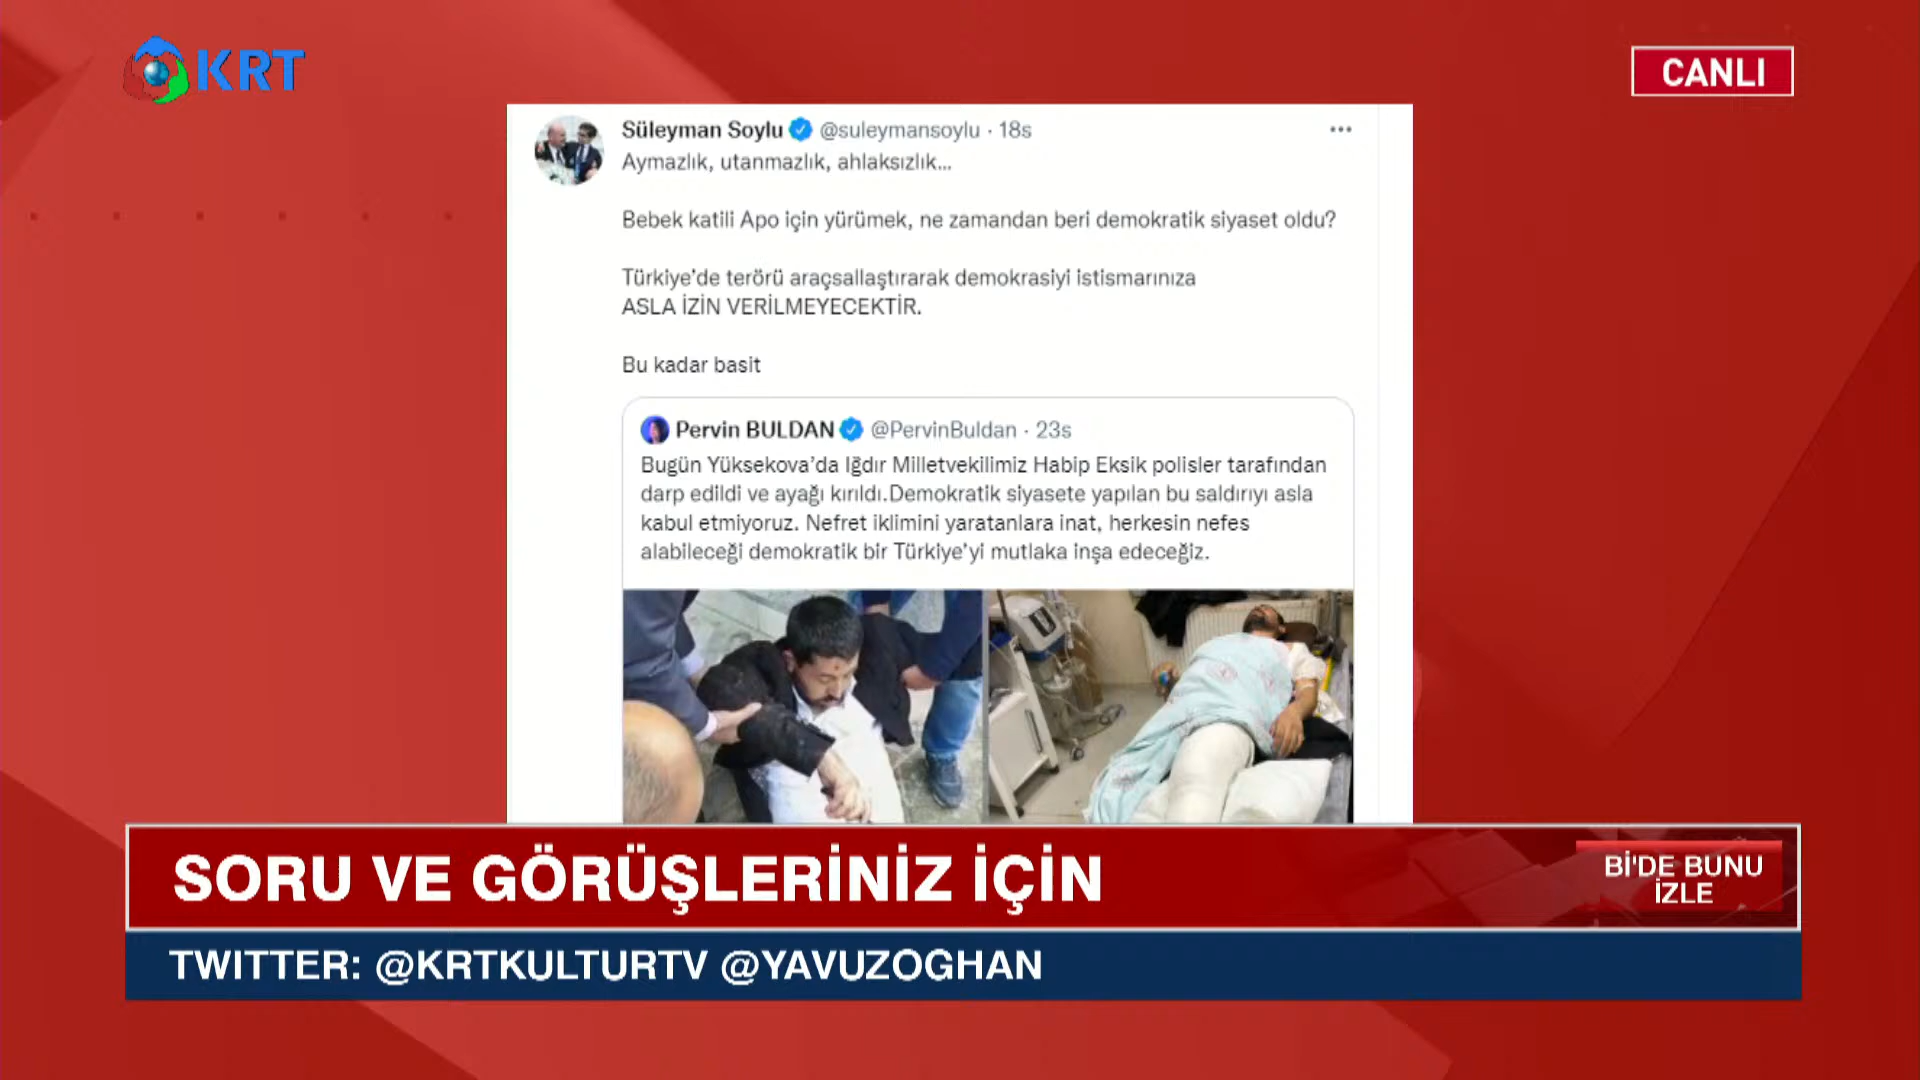 KRT
CANLI
Süleyman Soylu @suleymansoylu · 18s
Aymazlık, utanmazlık, ahlaksızlık...
Bebek katili Apo için yürümek, ne zamandan beri demokratik siyaset oldu?
Türkiye'de terörü araçsallaştırarak demokrasiyi istismarınıza
ASLA İZİN VERİLMEYECEKTİR.
Bu kadar basit
Pervin BULDAN @PervinBuldan · 23s
Bugün Yüksekova'da Iğdır Milletvekilimiz Habip Eksik polisler tarafından
darp edildi ve ayağı kırıldı.Demokratik siyasete yapılan bu saldırıyı asla
kabul etmiyoruz. Nefret iklimini yaratanlara inat, herkesin nefes
alabileceği demokratik bir Türkiye'yi mutlaka inşa edeceğiz.
SORU VE GÖRÜŞLERİNİZ İÇİN
Bİ'DE BUNU
İZLE
TWITTER: @KRTKULTURTV @YAVUZOGHAN